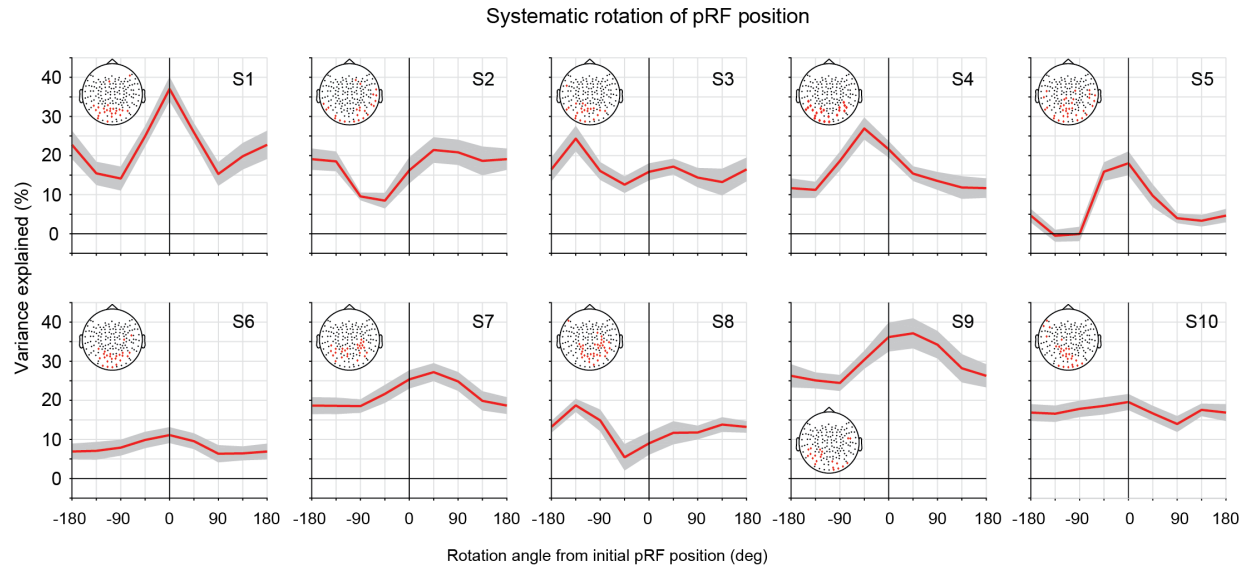 Systematic rotation of pRF position
Variance explained (%)
40
30
20
10
0
S1
S2
S3
S4
S5
40
30
20
10
0
S6
S7
S8
S9
S10
-180 -90 0 90 180
-180 -90 0 90 180
-180 -90 0 90 180
-180 -90 0 90 180
-180 -90 0 90 180
Rotation angle from initial pRF position (deg)